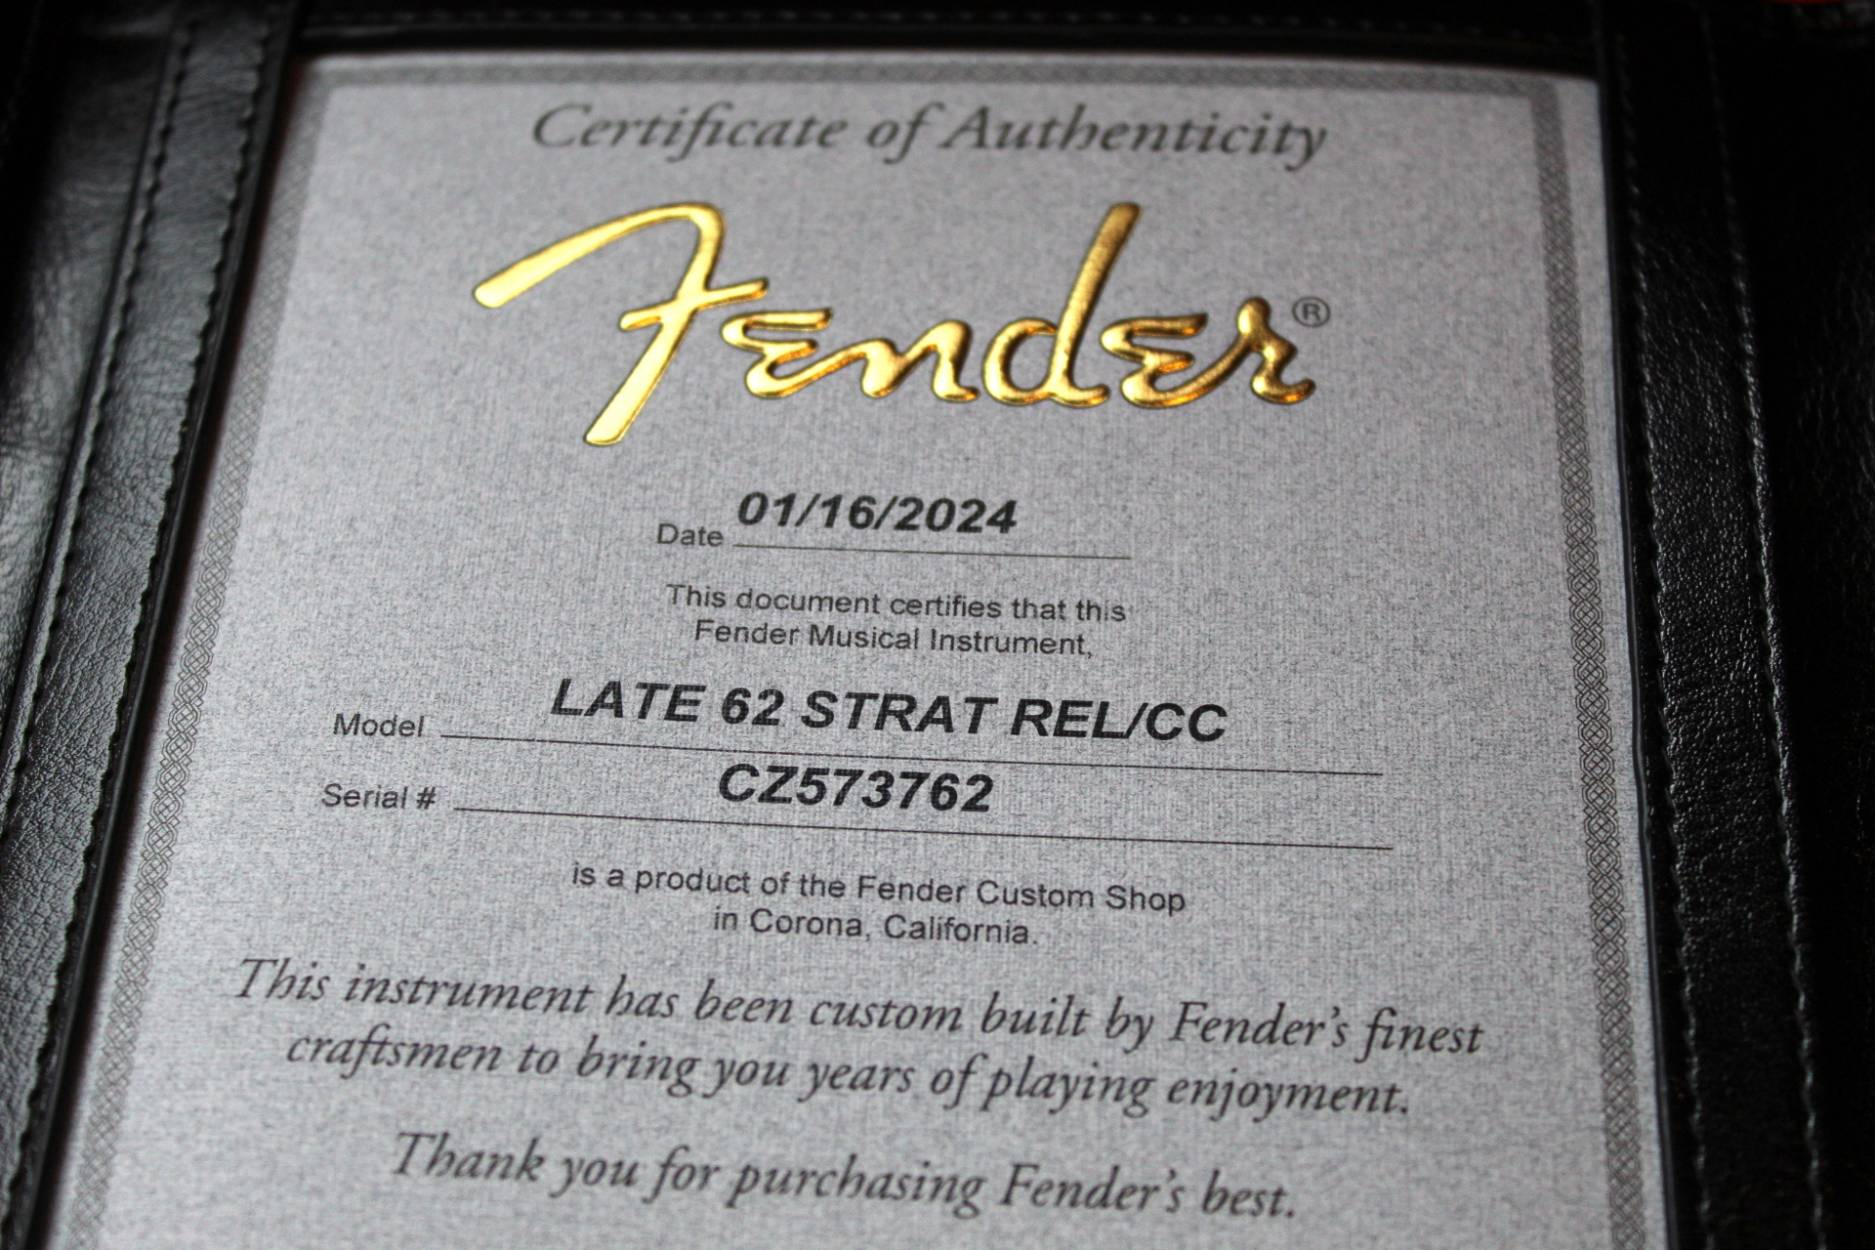 Certificate of Authenticity
Fender®
Date 01/16/2024
This document certifies that this
Fender Musical Instrument,
Model LATE 62 STRAT REL/CC
Serial # CZ573762
is a product of the Fender Custom Shop
in Corona, California.
This instrument has been custom built by Fender's finest
craftsmen to bring you years of playing enjoyment.
Thank you for purchasing Fender's best.